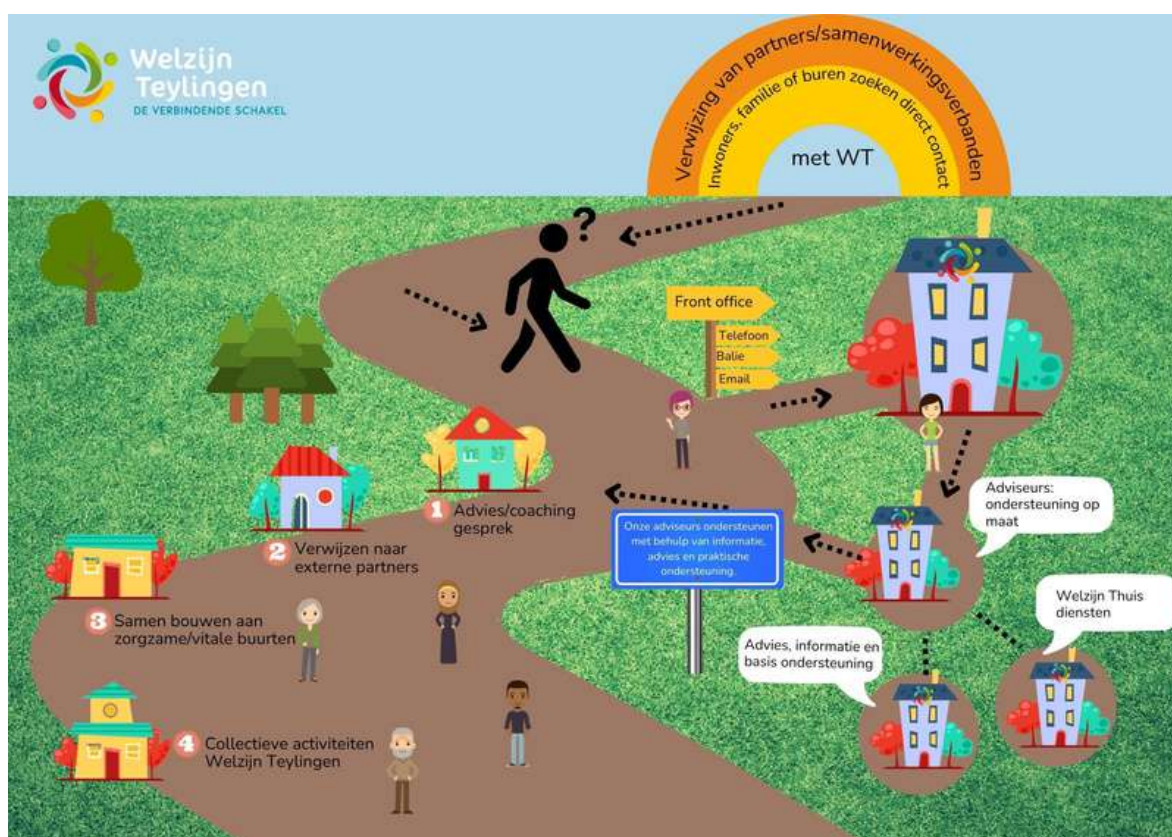 Welzijn
Teylingen
DE VERBINDENDE SCHAKEL
Verwijzing van partners/samenwerkingsverbanden
Inwoners, familie of buren zoeken direct contact
met WT
?
Front office
Telefoon
Balie
Email
1 Advies/coaching
gesprek
2 Verwijzen naar
externe partners
3 Samen bouwen aan
zorgzame/vitale buurten
4 Collectieve activiteiten
Welzijn Teylingen
Onze adviseurs ondersteunen
met behulp van informatie,
advies en praktische
ondersteuning.
Adviseurs:
ondersteuning op
maat
Welzijn Thuis
diensten
Advies, informatie en
basis ondersteuning